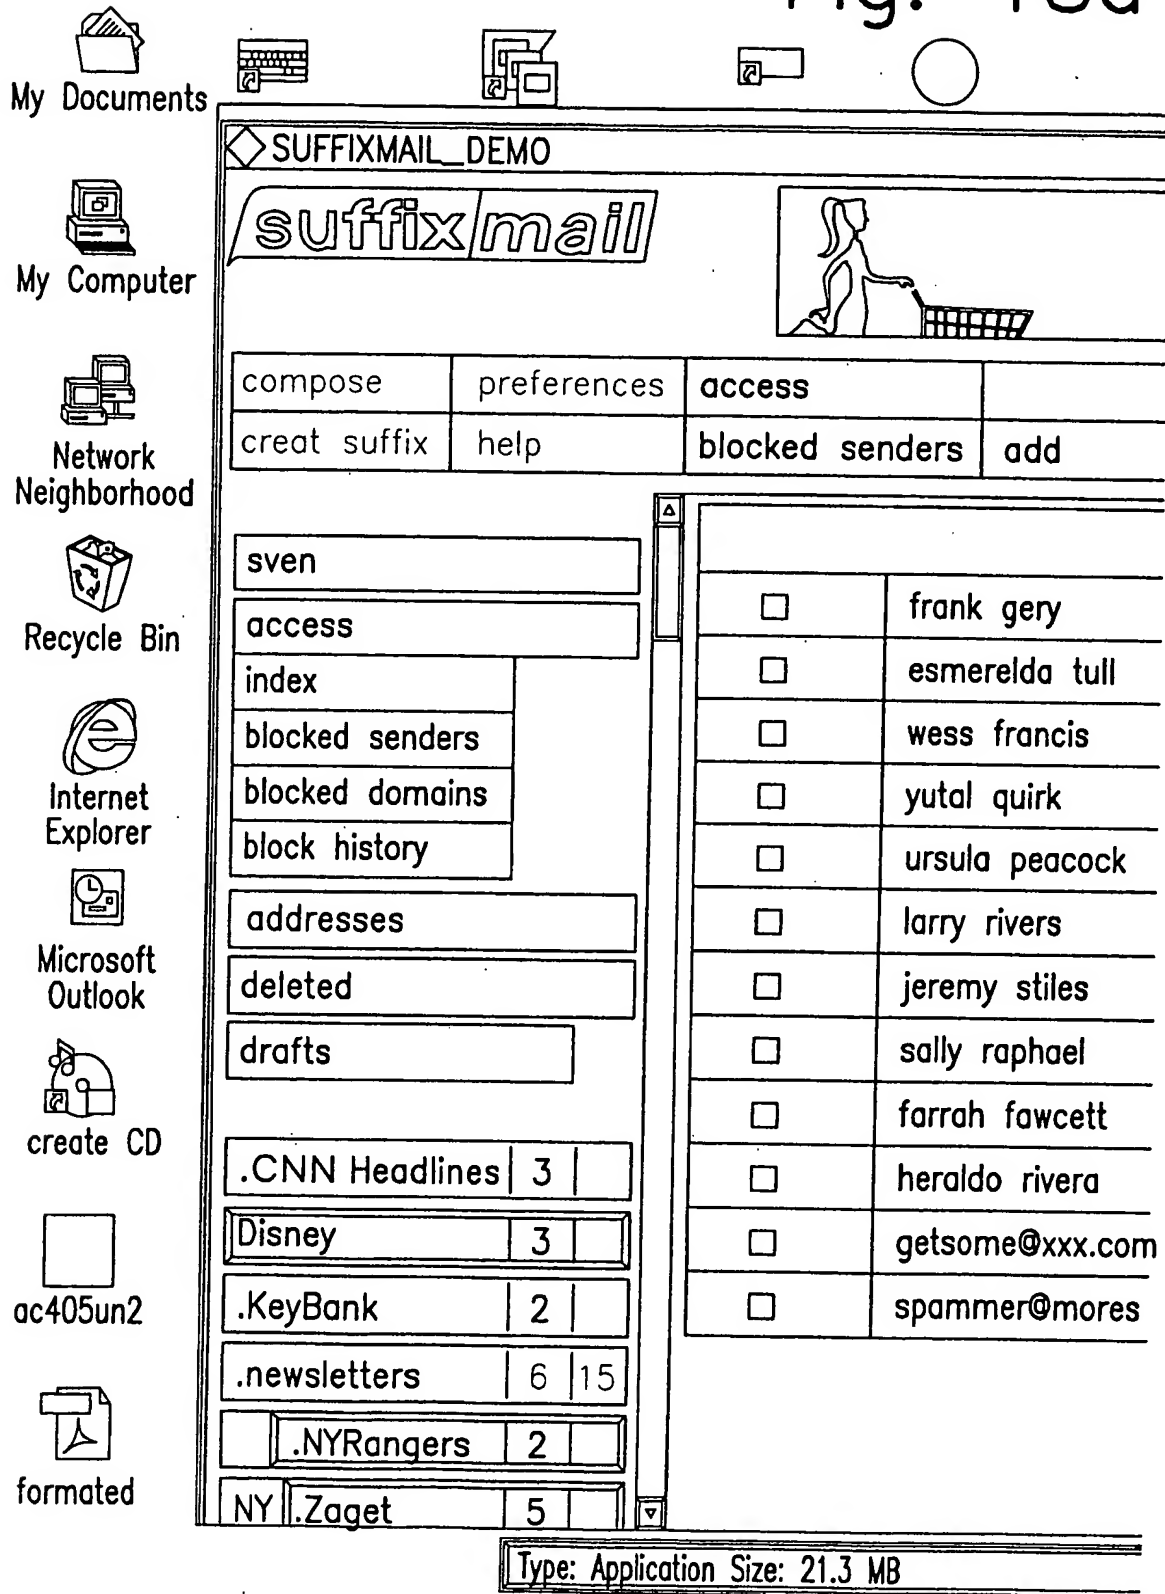 My Documents
SUFFIXMAIL_DEMO
suffix mail
My Computer
compose preferences access
creat suffix help blocked senders add
Network
Neighborhood
sven
access
index
blocked senders
blocked domains
block history
addresses
deleted
drafts
Recycle Bin
Internet
Explorer
Microsoft
Outlook
create CD
ac405un2
formated
.CNN Headlines 3
Disney 3
.KeyBank 2
.newsletters 6 15
.NYRangers 2
NY .Zaget 5
frank gery
esmerelda tull
wess francis
yutal quirk
ursula peacock
larry rivers
jeremy stiles
sally raphael
farrah fawcett
heraldo rivera
getsome@xxx.com
spammer@mores
Type: Application Size: 21.3 MB